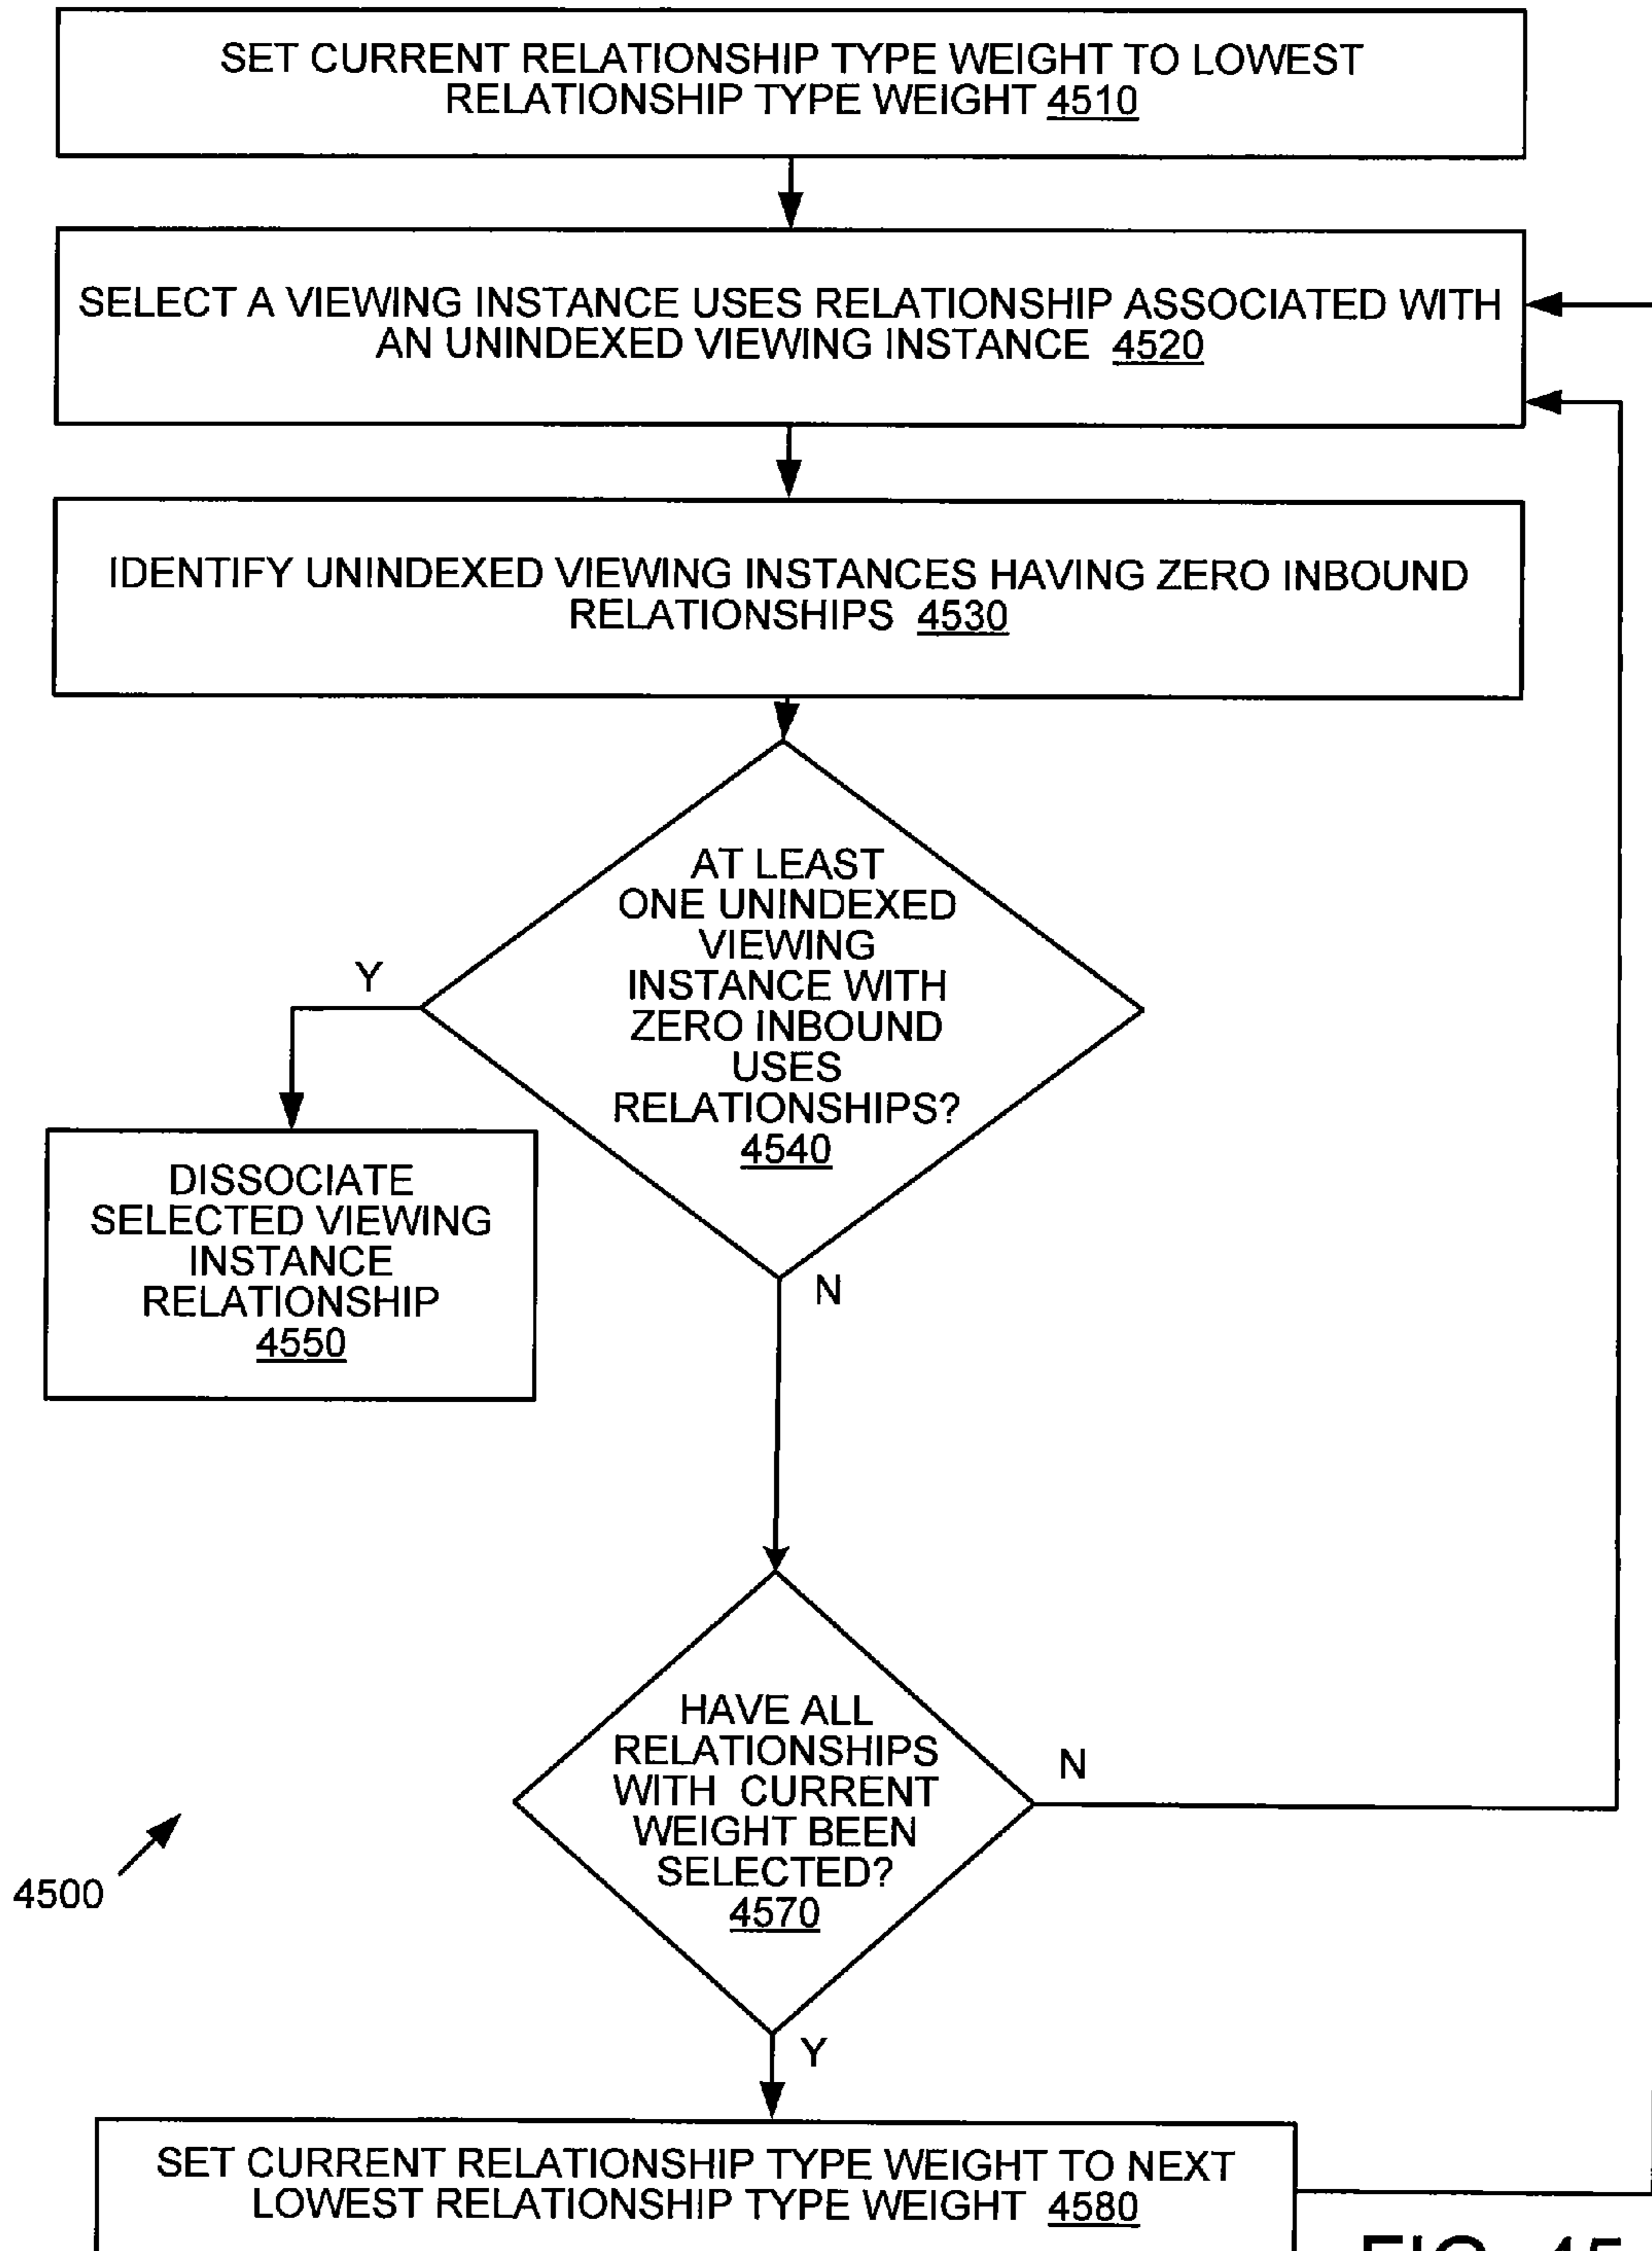 SET CURRENT RELATIONSHIP TYPE WEIGHT TO LOWEST
RELATIONSHIP TYPE WEIGHT 4510
SELECT A VIEWING INSTANCE USES RELATIONSHIP ASSOCIATED WITH
AN UNINDEXED VIEWING INSTANCE 4520
IDENTIFY UNINDEXED VIEWING INSTANCES HAVING ZERO INBOUND
RELATIONSHIPS 4530
AT LEAST
ONE UNINDEXED
VIEWING
INSTANCE WITH
ZERO INBOUND
USES
RELATIONSHIPS?
4540
Y
N
DISSOCIATE
SELECTED VIEWING
INSTANCE
RELATIONSHIP
4550
HAVE ALL
RELATIONSHIPS
WITH CURRENT
WEIGHT BEEN
SELECTED?
4570
N
Y
4500
SET CURRENT RELATIONSHIP TYPE WEIGHT TO NEXT
LOWEST RELATIONSHIP TYPE WEIGHT 4580
FIG. 45